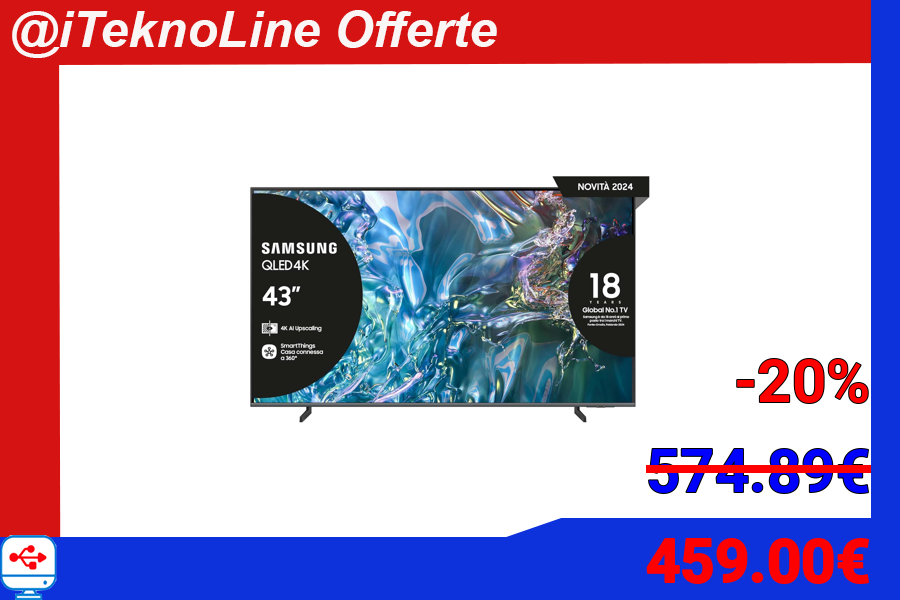 @iTeknoLine Offerte
NOVITÀ 2024
SAMSUNG
QLED 4K
43"
4K AI Upscaling
SmartThings
Casa connessa
a 360°
18
YEARS
Global No.1 TV
-20%
574.89€
459.00€